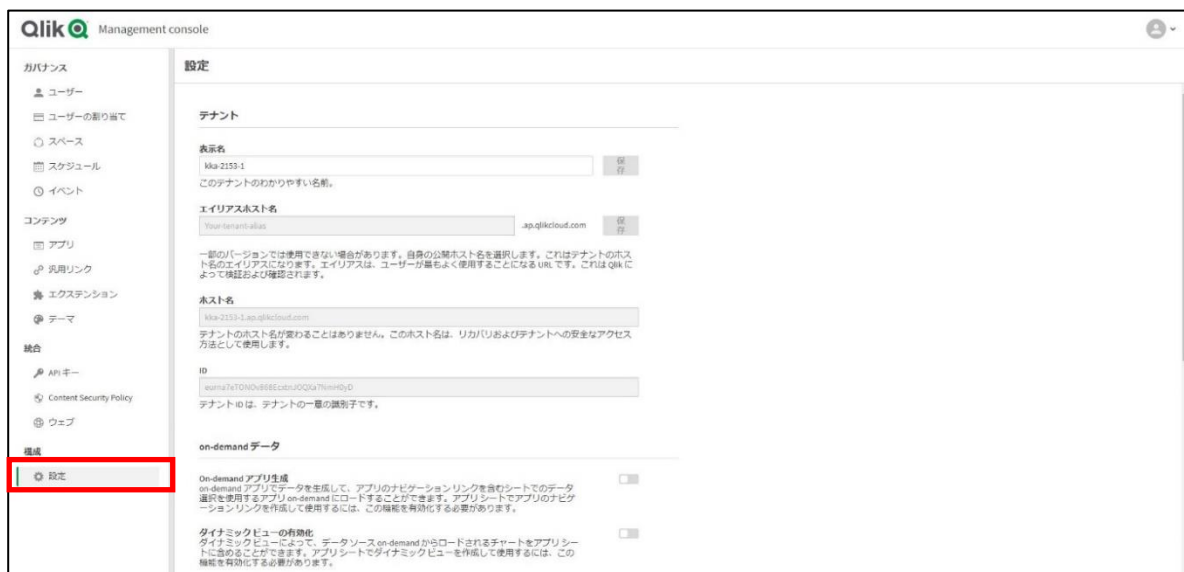 Qlik Management console
ガバナンス
ユーザー
ユーザーの割り当て
スペース
スケジュール
イベント
コンテンツ
アプリ
汎用リンク
エクステンション
テーマ
統合
API キー
Content Security Policy
ウェブ
構成
設定
設定
テナント
表示名
kka-2153-1
保存
このテナントのわかりやすい名前。
エイリアスホスト名
Your-tenant-alias
.ap.qlikcloud.com
保存
一部のバージョンでは使用できない場合があります。自身の公開ホスト名を選択します。これはテナントのホス
ト名のエイリアスになります。エイリアスは、ユーザーが最もよく使用することになる URL です。これは Qlik に
よって検証および確認されます。
ホスト名
kka-2153-1.ap.qlikcloud.com
テナントのホスト名が変わることはありません。このホスト名は、リカバリおよびテナントへの安全なアクセス
方法として使用します。
ID
テナント ID は、テナントの一意の識別子です。
on-demand データ
On-demand アプリ生成
on-demand アプリでデータを生成して、アプリのナビゲーション リンクを含むシートでのデータ
選択を使用するアプリ on-demand にロードすることができます。アプリ シートでアプリのナビゲ
ーション リンクを作成して使用するには、この機能を有効化する必要があります。
ダイナミック ビューの有効化
ダイナミック ビューによって、データ ソース on-demand からロードされるチャートをアプリ シー
トに含めることができます。アプリ シートでダイナミック ビューを作成して使用するには、この
機能を有効化する必要があります。